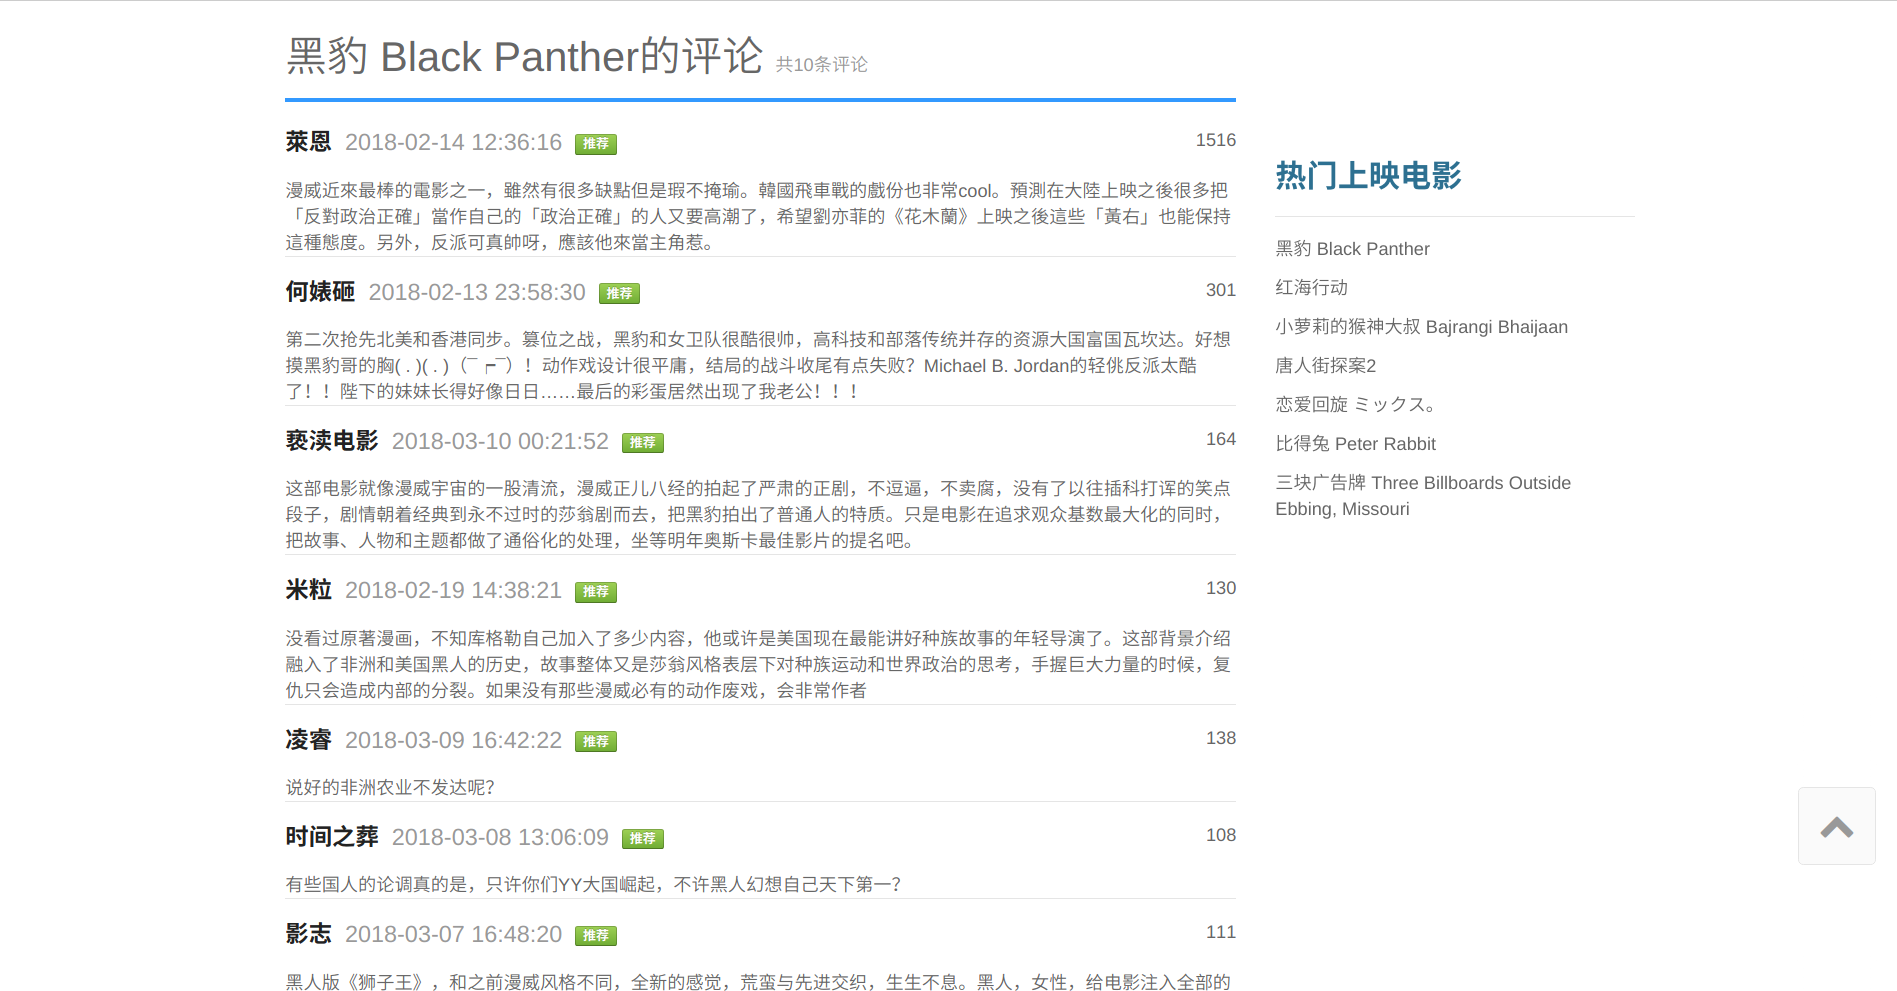 黑豹 Black Panther的评论 共10条评论
萊恩 2018-02-14 12:36:16 推荐 1516
漫威近來最棒的電影之一，雖然有很多缺點但是瑕不掩瑜。韓國飛車戰的戲份也非常cool。預測在大陸上映之後很多把
「反對政治正確」當作自己的「政治正確」的人又要高潮了，希望劉亦菲的《花木蘭》上映之後這些「黃右」也能保持
這種態度。另外，反派可真帥呀，應該他來當主角惹。
何婊砸 2018-02-13 23:58:30 推荐 301
第二次抢先北美和香港同步。篡位之战，黑豹和女卫队很酷很帅，高科技和部落传统并存的资源大国富国瓦坎达。好想
摸黑豹哥的胸( . )( . )（¯┍¯）！动作戏设计很平庸，结局的战斗收尾有点失败？Michael B. Jordan的轻佻反派太酷
了！！陛下的妹妹长得好像日日……最后的彩蛋居然出现了我老公！！！
亵渎电影 2018-03-10 00:21:52 推荐 164
这部电影就像漫威宇宙的一股清流，漫威正儿八经的拍起了严肃的正剧，不逗逼，不卖腐，没有了以往插科打诨的笑点
段子，剧情朝着经典到永不过时的莎翁剧而去，把黑豹拍出了普通人的特质。只是电影在追求观众基数最大化的同时，
把故事、人物和主题都做了通俗化的处理，坐等明年奥斯卡最佳影片的提名吧。
米粒 2018-02-19 14:38:21 推荐 130
没看过原著漫画，不知库格勒自己加入了多少内容，他或许是美国现在最能讲好种族故事的年轻导演了。这部背景介绍
融入了非洲和美国黑人的历史，故事整体又是莎翁风格表层下对种族运动和世界政治的思考，手握巨大力量的时候，复
仇只会造成内部的分裂。如果没有那些漫威必有的动作废戏，会非常作者
凌睿 2018-03-09 16:42:22 推荐 138
说好的非洲农业不发达呢？
时间之葬 2018-03-08 13:06:09 推荐 108
有些国人的论调真的是，只许你们YY大国崛起，不许黑人幻想自己天下第一？
影志 2018-03-07 16:48:20 推荐 111
黑人版《狮子王》，和之前漫威风格不同，全新的感觉，荒蛮与先进交织，生生不息。黑人，女性，给电影注入全部的
热门上映电影
黑豹 Black Panther
红海行动
小萝莉的猴神大叔 Bajrangi Bhaijaan
唐人街探案2
恋爱回旋 ミックス。
比得兔 Peter Rabbit
三块广告牌 Three Billboards Outside
Ebbing, Missouri